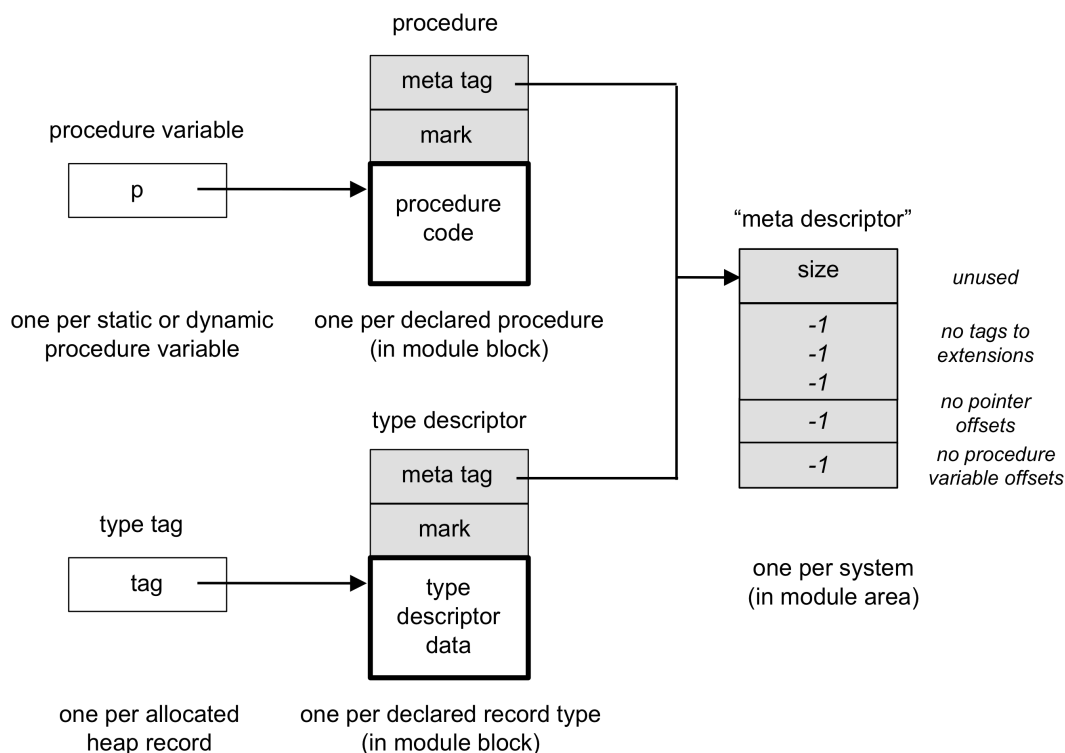 procedure
meta tag
mark
procedure variable
p
procedure
code
one per static or dynamic
procedure variable
one per declared procedure
(in module block)
type descriptor
meta tag
mark
type tag
tag
type
descriptor
data
one per allocated
heap record
one per declared record type
(in module block)
“meta descriptor”
size
unused
-1
-1
-1
no tags to
extensions
-1
no pointer
offsets
-1
no procedure
variable offsets
one per system
(in module area)